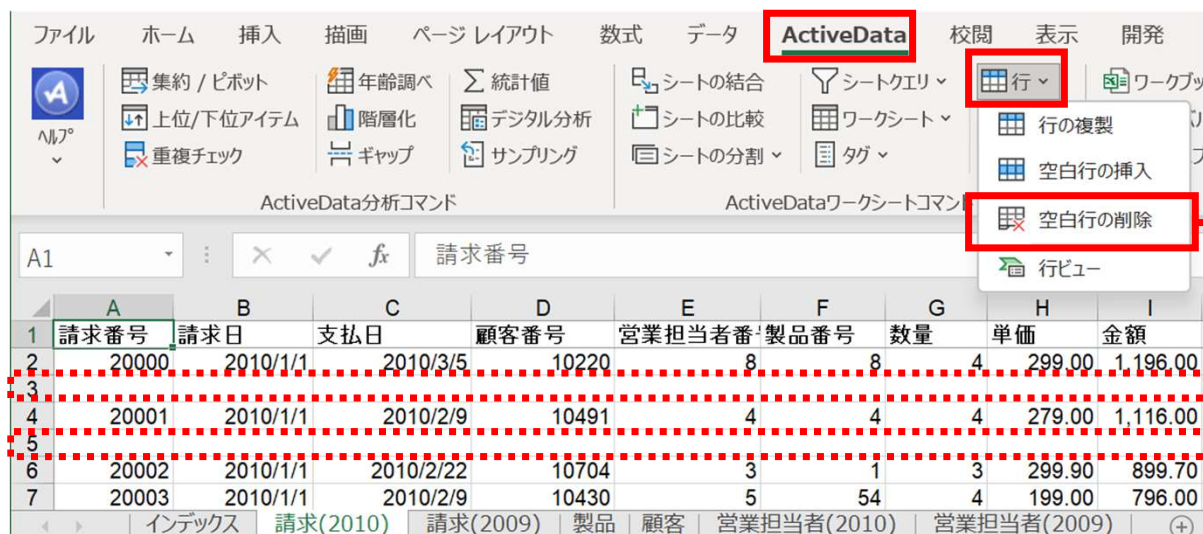 ファイル ホーム 挿入 描画 ページ レイアウト 数式 データ ActiveData 校閲 表示 開発
集約 / ピボット 年齢調べ 統計値 シートの結合 シートクエリ 行 ワークブッ
上位/下位アイテム 階層化 デジタル分析 シートの比較 ワークシート 行の複製
ヘルプ 重複チェック ギャップ サンプリング シートの分割 タグ 空白行の挿入
ActiveData分析コマンド ActiveDataワークシートコマンド 空白行の削除
A1 fx 請求番号 行ビュー
A B C D E F G H I
1 請求番号 請求日 支払日 顧客番号 営業担当者番 製品番号 数量 単価 金額
2 20000 2010/1/1 2010/3/5 10220 8 8 4 299.00 1,196.00
3
4 20001 2010/1/1 2010/2/9 10491 4 4 4 279.00 1,116.00
5
6 20002 2010/1/1 2010/2/22 10704 3 1 3 299.90 899.70
7 20003 2010/1/1 2010/2/9 10430 5 54 4 199.00 796.00
インデックス 請求(2010) 請求(2009) 製品 顧客 営業担当者(2010) 営業担当者(2009)